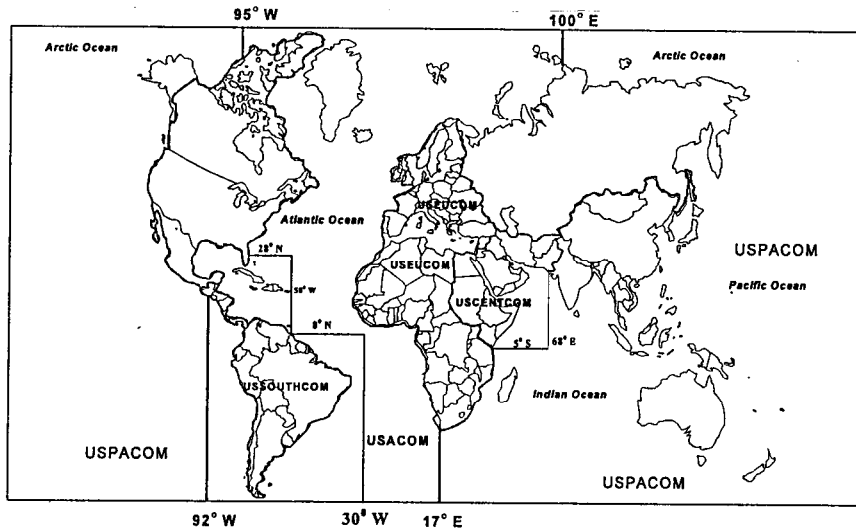 95° W
100° E
Arctic Ocean
Arctic Ocean
USEUCOM
Atlantic Ocean
28° N
USEUCOM
USPACOM
58° W
USCENTCOM
Pacific Ocean
8° N
5° S
68° E
USSOUTHCOM
Indian Ocean
USACOM
USPACOM
USPACOM
92° W
30° W
17° E